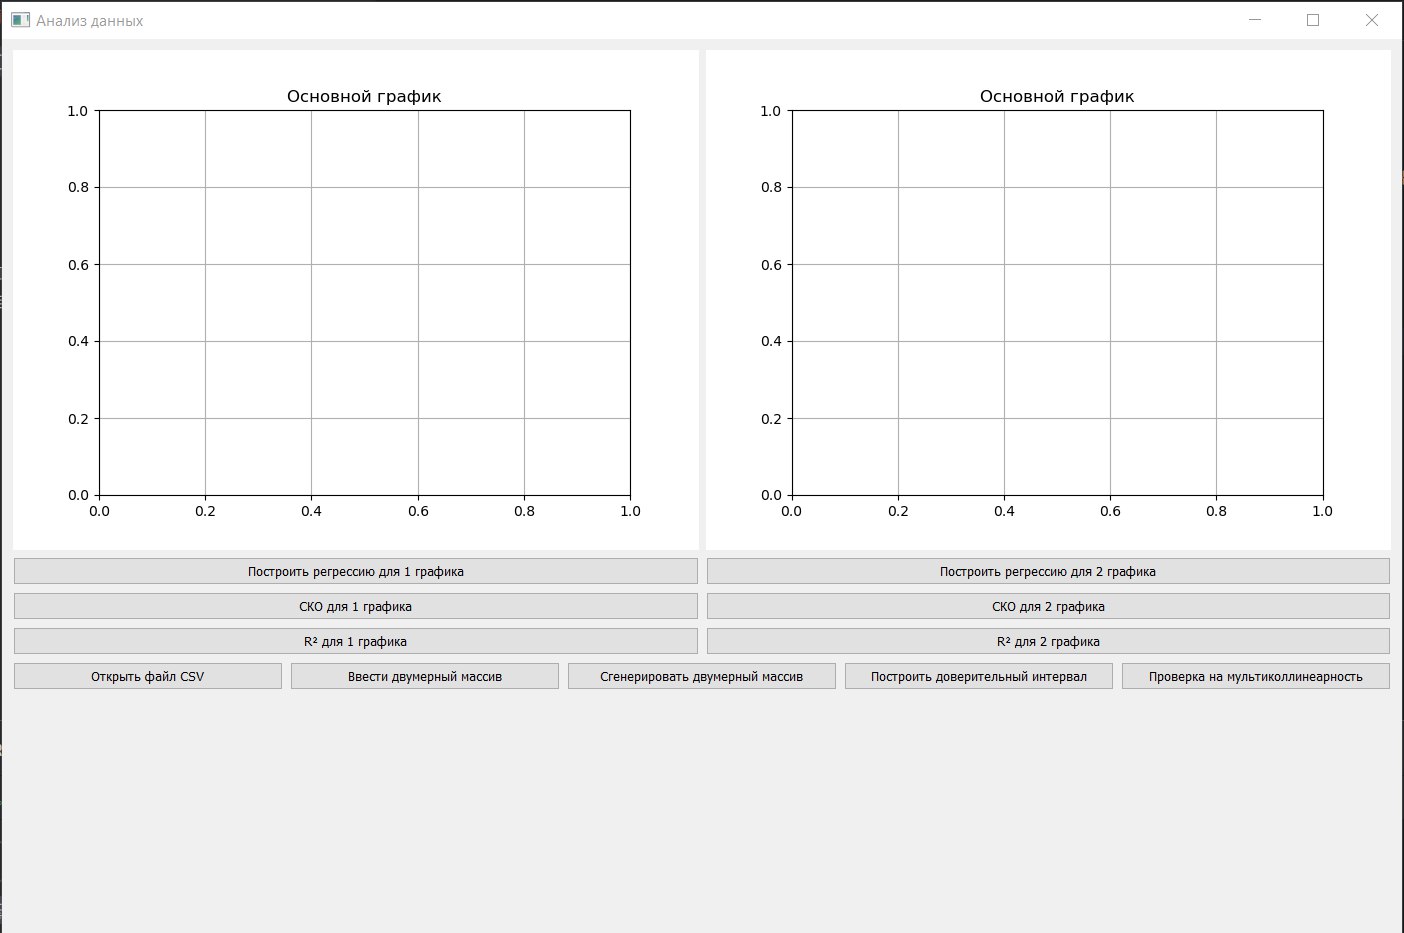 Анализ данных
Основной график
1.0
0.8
0.6
0.4
0.2
0.0
0.0 0.2 0.4 0.6 0.8 1.0
Основной график
1.0
0.8
0.6
0.4
0.2
0.0
0.0 0.2 0.4 0.6 0.8 1.0
Построить регрессию для 1 графика
Построить регрессию для 2 графика
СКО для 1 графика
СКО для 2 графика
R² для 1 графика
R² для 2 графика
Открыть файл CSV
Ввести двумерный массив
Сгенерировать двумерный массив
Построить доверительный интервал
Проверка на мультиколлинеарность